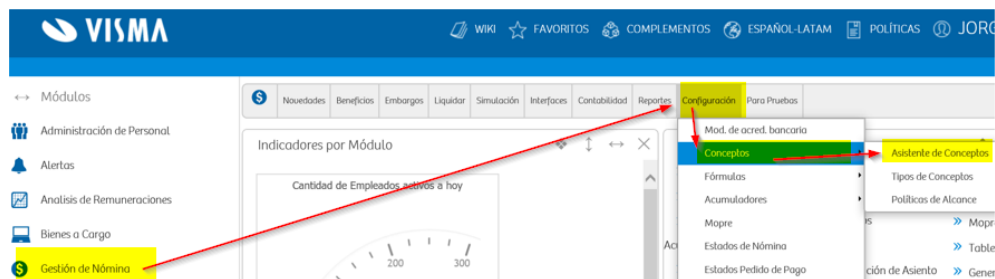 VISMA
WIKI FAVORITOS COMPLEMENTOS ESPAÑOL-LATAM POLÍTICAS JORG
Módulos
Administración de Personal
Alertas
Analisis de Remuneraciones
Bienes a Cargo
Gestión de Nómina
Novedades Beneficios Embargos Liquidar Simulación Interfaces Contabilidad Reportes Configuración Para Pruebas
Indicadores por Módulo
Cantidad de Empleados activos a hoy
200 300
Mod. de acred. bancaria
Conceptos
Fórmulas
Acumuladores
Mopre
Estados de Nómina
Estados Pedido de Pago
Asistente de Conceptos
Tipos de Conceptos
Políticas de Alcance
» Mopr
» Table
ción de Asiento » Gener